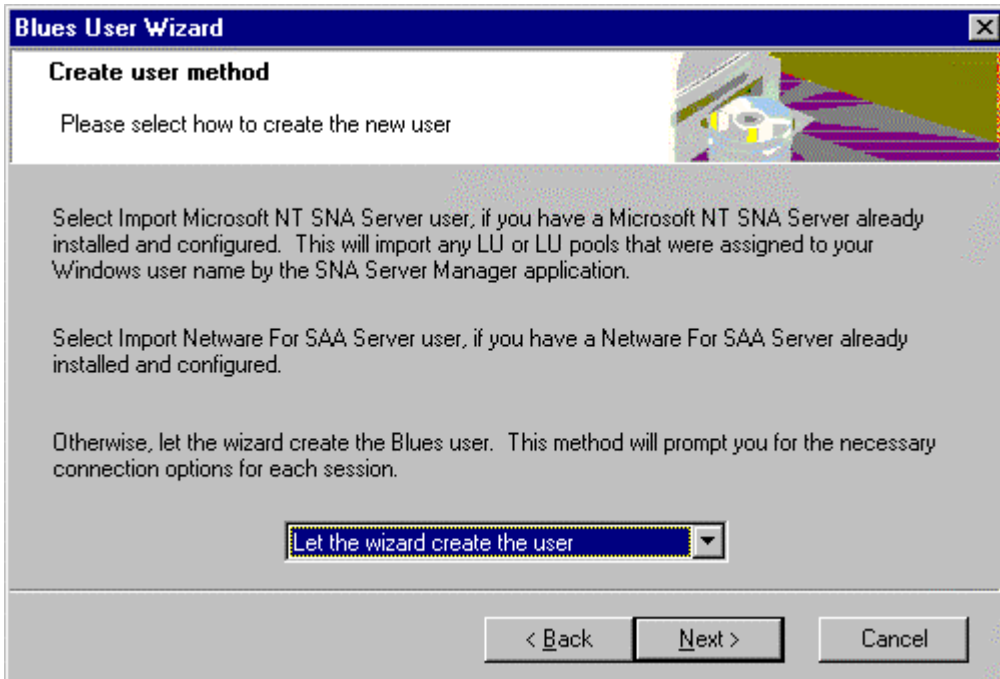 Blues User Wizard
Create user method
Please select how to create the new user
Select Import Microsoft NT SNA Server user, if you have a Microsoft NT SNA Server already
installed and configured.  This will import any LU or LU pools that were assigned to your
Windows user name by the SNA Server Manager application.
Select Import Netware For SAA Server user, if you have a Netware For SAA Server already
installed and configured.
Otherwise, let the wizard create the Blues user.  This method will prompt you for the necessary
connection options for each session.
Let the wizard create the user
< Back
Next >
Cancel